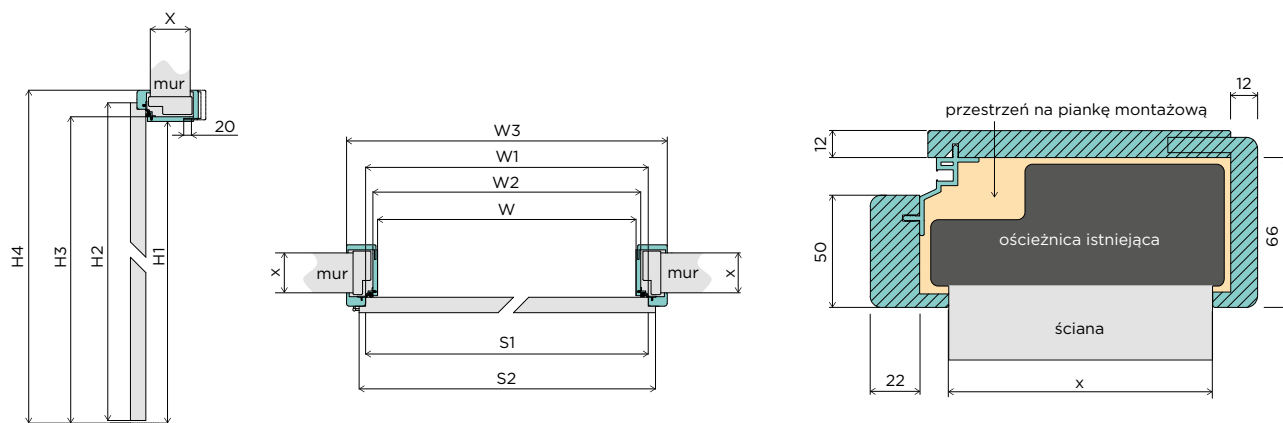 X
mur
20
H4
H3
H2
H1
W3
W1
W2
W
x
mur
mur
x
S1
S2
przestrzeń na piankę montażową
12
12
50
ościeżnica istniejąca
66
ściana
22
x